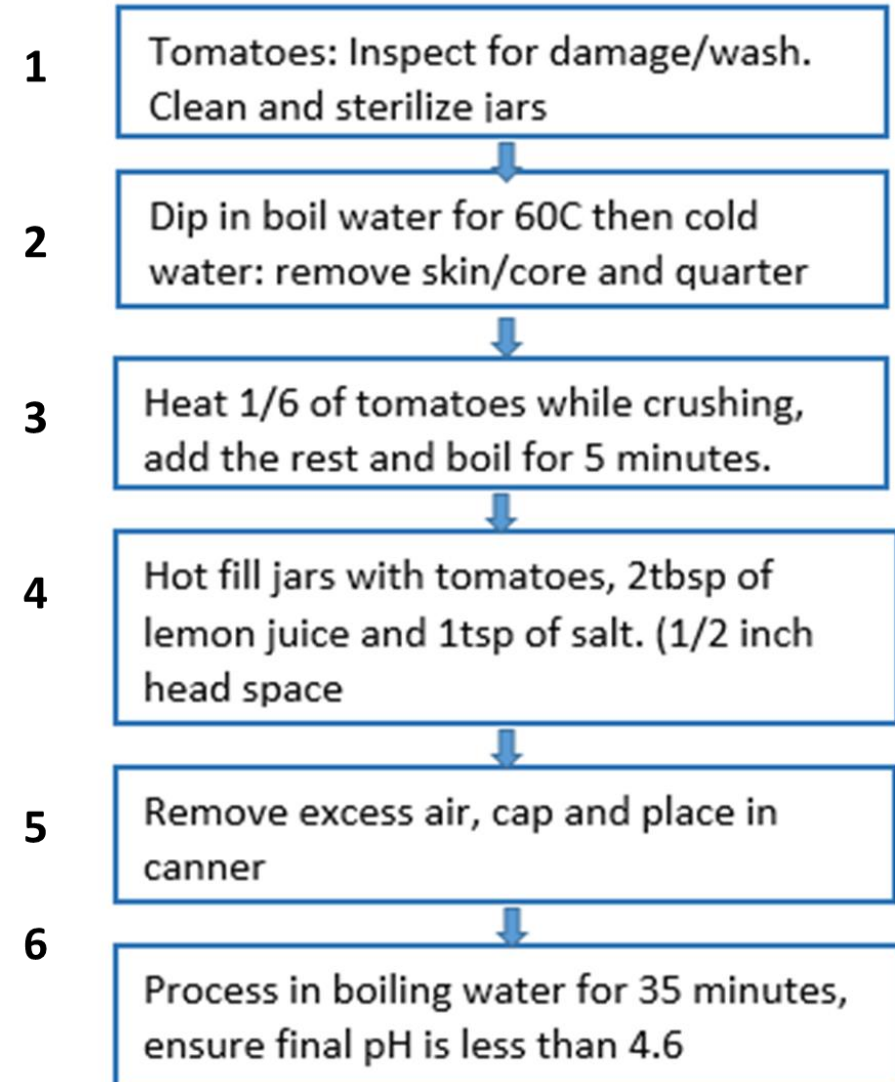 1
Tomatoes: Inspect for damage/wash.
Clean and sterilize jars
2
Dip in boil water for 60C then cold
water: remove skin/core and quarter
3
Heat 1/6 of tomatoes while crushing,
add the rest and boil for 5 minutes.
4
Hot fill jars with tomatoes, 2tbsp of
lemon juice and 1tsp of salt. (1/2 inch
head space
5
Remove excess air, cap and place in
canner
6
Process in boiling water for 35 minutes,
ensure final pH is less than 4.6